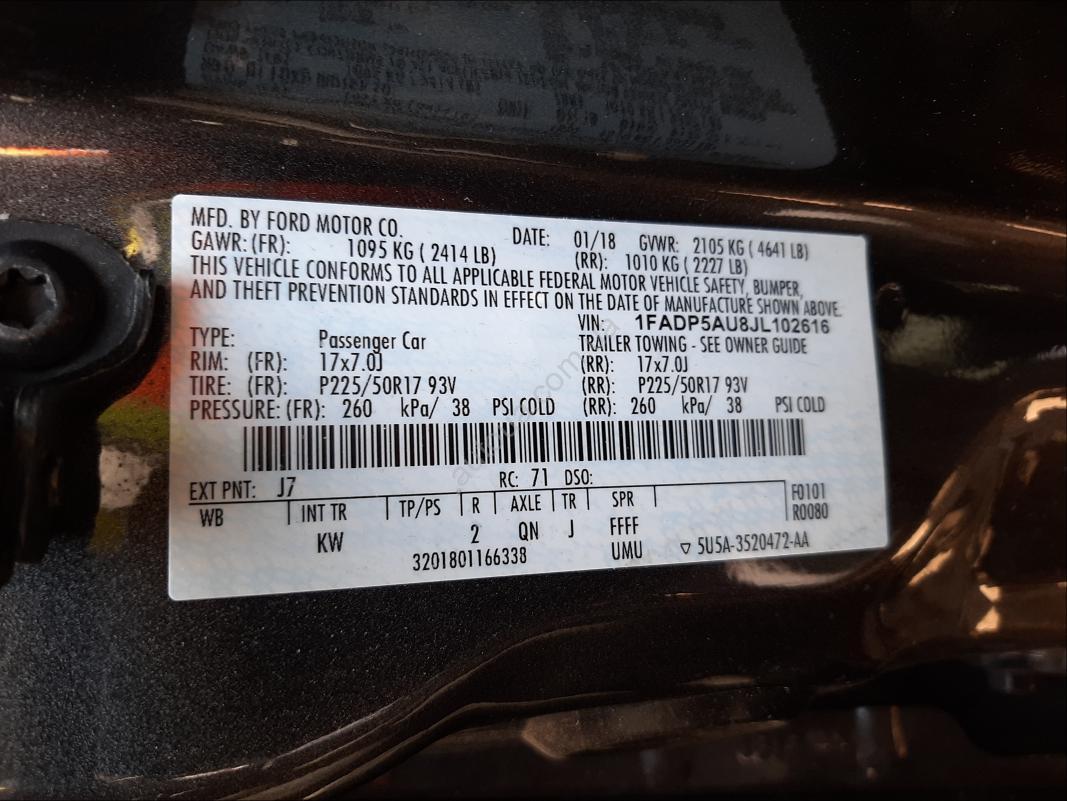 MFD. BY FORD MOTOR CO. DATE: 01/18 GVWR: 2105 KG ( 4641 LB)
GAWR: (FR): 1095 KG ( 2414 LB) (RR): 1010 KG ( 2227 LB)
THIS VEHICLE CONFORMS TO ALL APPLICABLE FEDERAL MOTOR VEHICLE SAFETY, BUMPER,
AND THEFT PREVENTION STANDARDS IN EFFECT ON THE DATE OF MANUFACTURE SHOWN ABOVE.
VIN: 1FADP5AU8JL102616
TYPE: Passenger Car TRAILER TOWING - SEE OWNER GUIDE
RIM: (FR): 17x7.0J (RR): 17x7.0J
TIRE: (FR): P225/50R17 93V (RR): P225/50R17 93V
PRESSURE: (FR): 260 kPa/ 38 PSI COLD (RR): 260 kPa/ 38 PSI COLD
EXT PNT: J7 RC: 71 DSO:
WB INT TR TP/PS R AXLE TR SPR F0101
R0080
KW 2 QN J FFFF
3201801166338 UMU ▽ 5U5A-3520472-AA